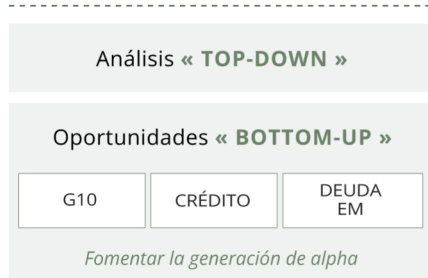 Análisis « TOP-DOWN »
Oportunidades « BOTTOM-UP »
G10
CRÉDITO
DEUDA
EM
Fomentar la generación de alpha